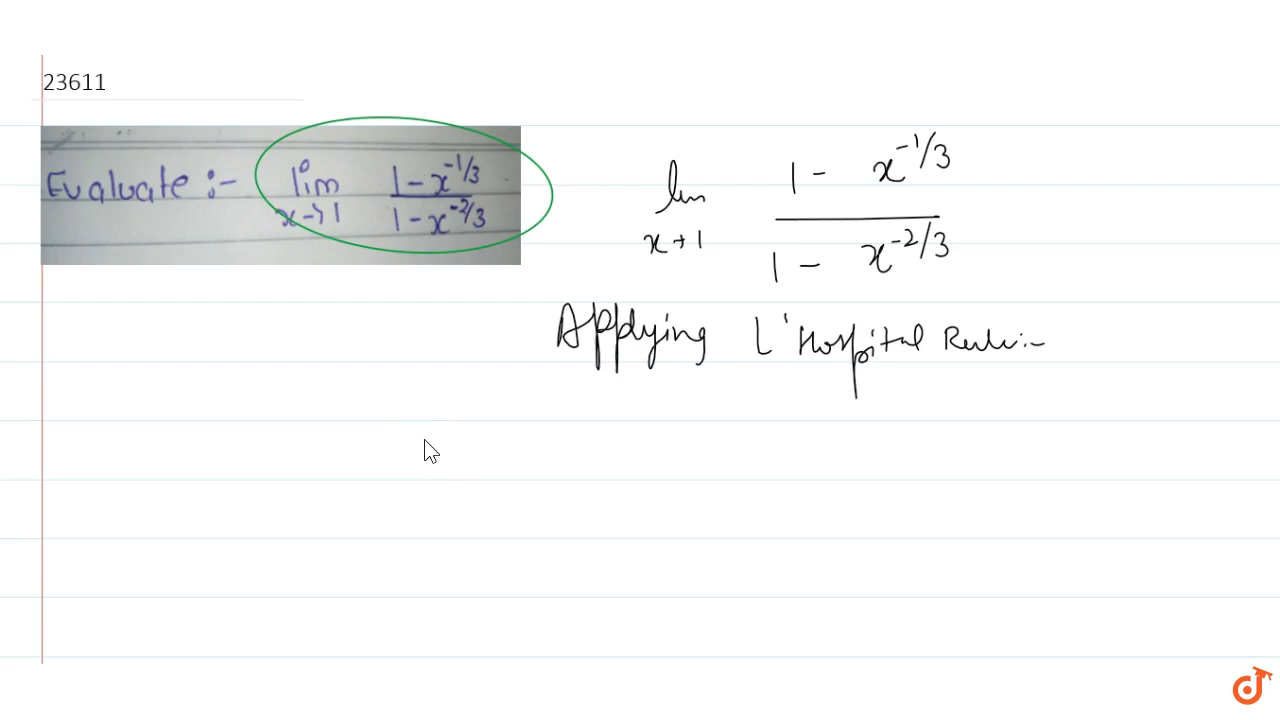 23611
Evaluate :- lim x→1 1-x^-1/3 / 1-x^-2/3
lim x→1 1 - x^-1/3 / 1 - x^-2/3
Applying L'Hospital Rule:-